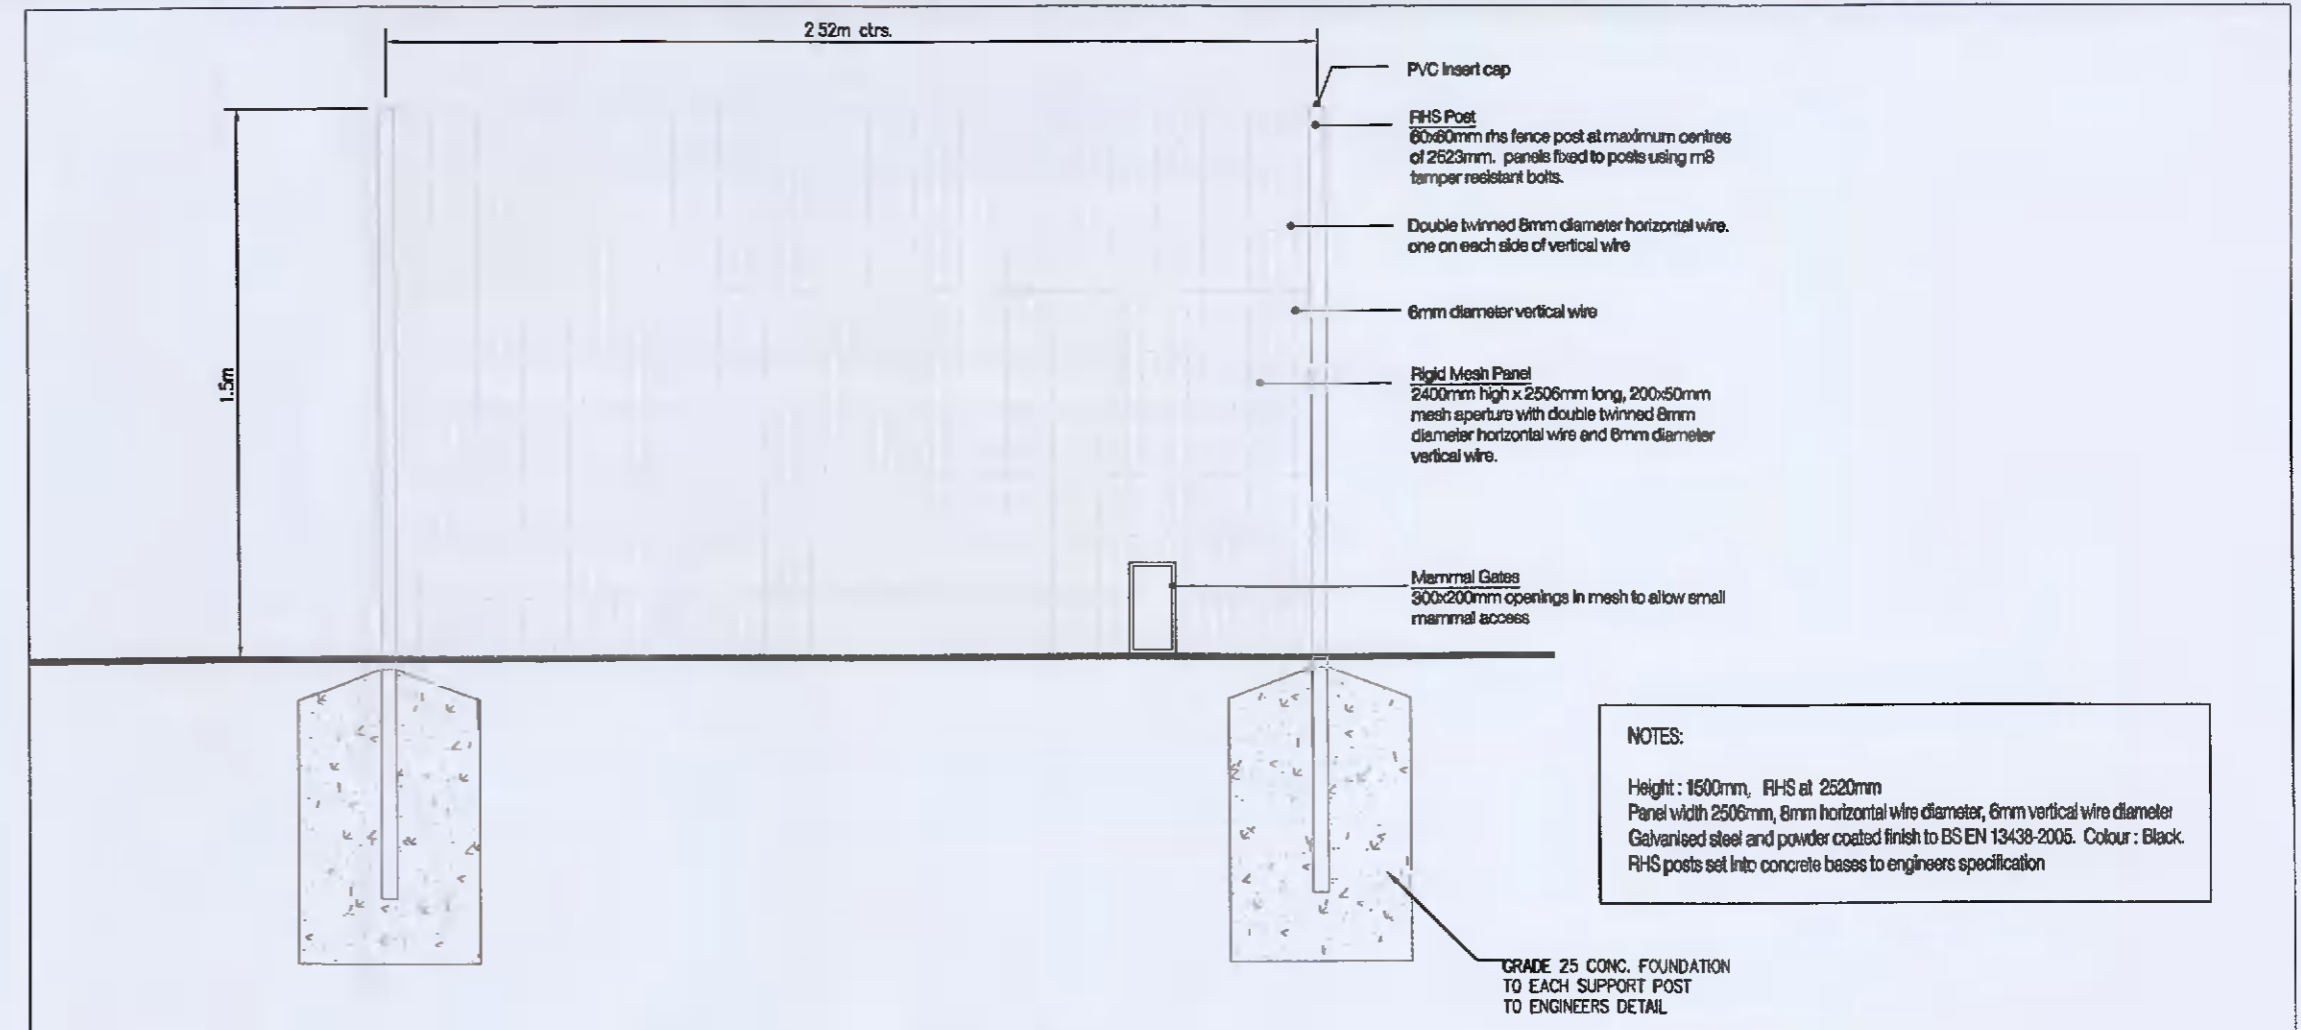 2.52m ctrs.
1.5m
PVC insert cap
RHS Post
60x60mm rhs fence post at maximum centres
of 2523mm. panels fixed to posts using m8
tamper resistant bolts.
Double twinned 8mm diameter horizontal wire.
one on each side of vertical wire
6mm diameter vertical wire
Rigid Mesh Panel
2400mm high x 2506mm long, 200x50mm
mesh aperture with double twinned 8mm
diameter horizontal wire and 6mm diameter
vertical wire.
Mammal Gates
300x200mm openings in mesh to allow small
mammal access
NOTES:
Height : 1500mm, RHS at 2520mm
Panel width 2506mm, 8mm horizontal wire diameter, 6mm vertical wire diameter
Galvanised steel and powder coated finish to BS EN 13438-2005. Colour : Black.
RHS posts set into concrete bases to engineers specification
GRADE 25 CONC. FOUNDATION
TO EACH SUPPORT POST
TO ENGINEERS DETAIL